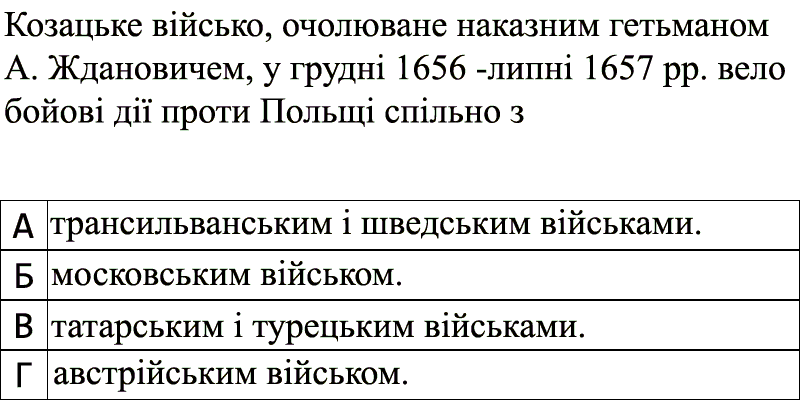 Козацьке військо, очолюване наказним гетьманом
А. Ждановичем, у грудні 1656 -липні 1657 рр. вело
бойові дії проти Польщі спільно з
А трансильванським і шведським військами.
Б московським військом.
В татарським і турецьким військами.
Г австрійським військом.